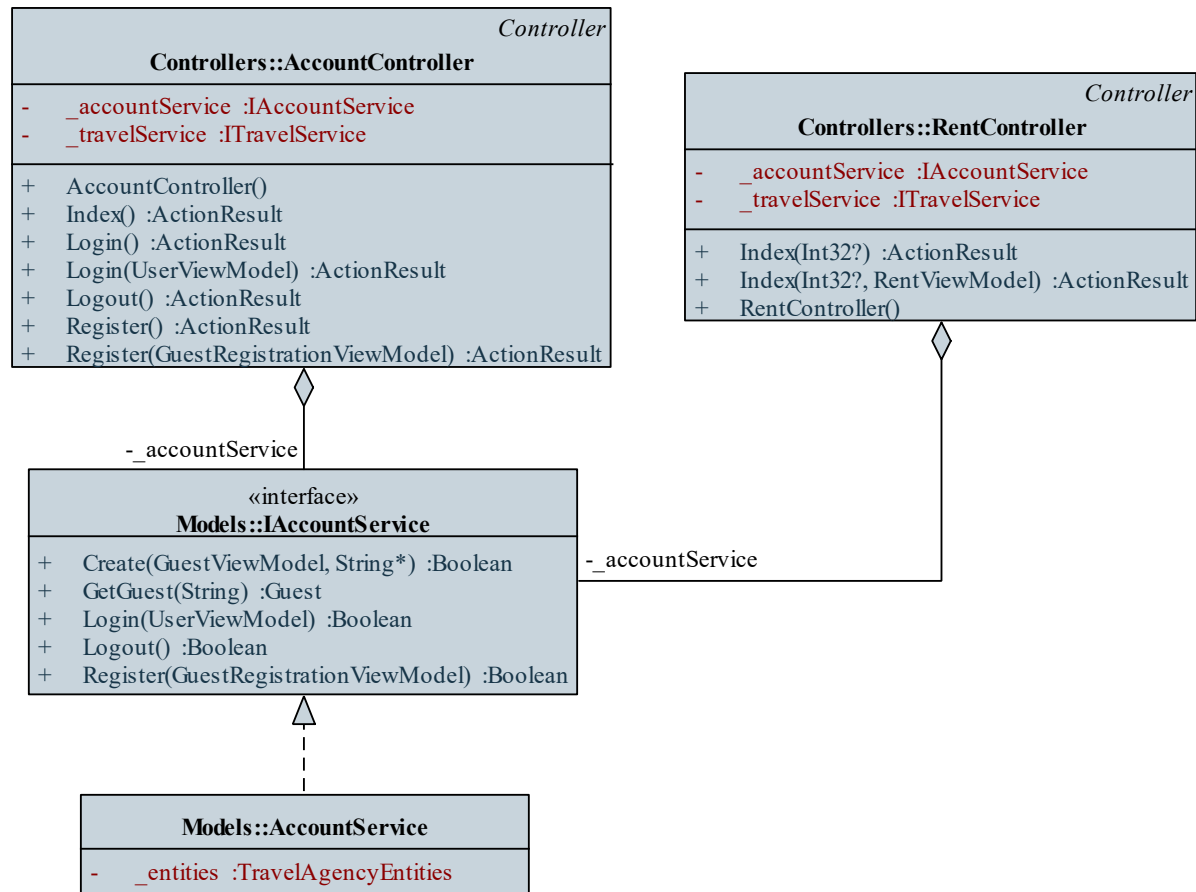 Controller
Controllers::AccountController
- _accountService :IAccountService
- _travelService :ITravelService
+ AccountController()
+ Index() :ActionResult
+ Login() :ActionResult
+ Login(UserViewModel) :ActionResult
+ Logout() :ActionResult
+ Register() :ActionResult
+ Register(GuestRegistrationViewModel) :ActionResult
Controller
Controllers::RentController
- _accountService :IAccountService
- _travelService :ITravelService
+ Index(Int32?) :ActionResult
+ Index(Int32?, RentViewModel) :ActionResult
+ RentController()
-_accountService
«interface»
Models::IAccountService
+ Create(GuestViewModel, String*) :Boolean
+ GetGuest(String) :Guest
+ Login(UserViewModel) :Boolean
+ Logout() :Boolean
+ Register(GuestRegistrationViewModel) :Boolean
-_accountService
Models::AccountService
- _entities :TravelAgencyEntities